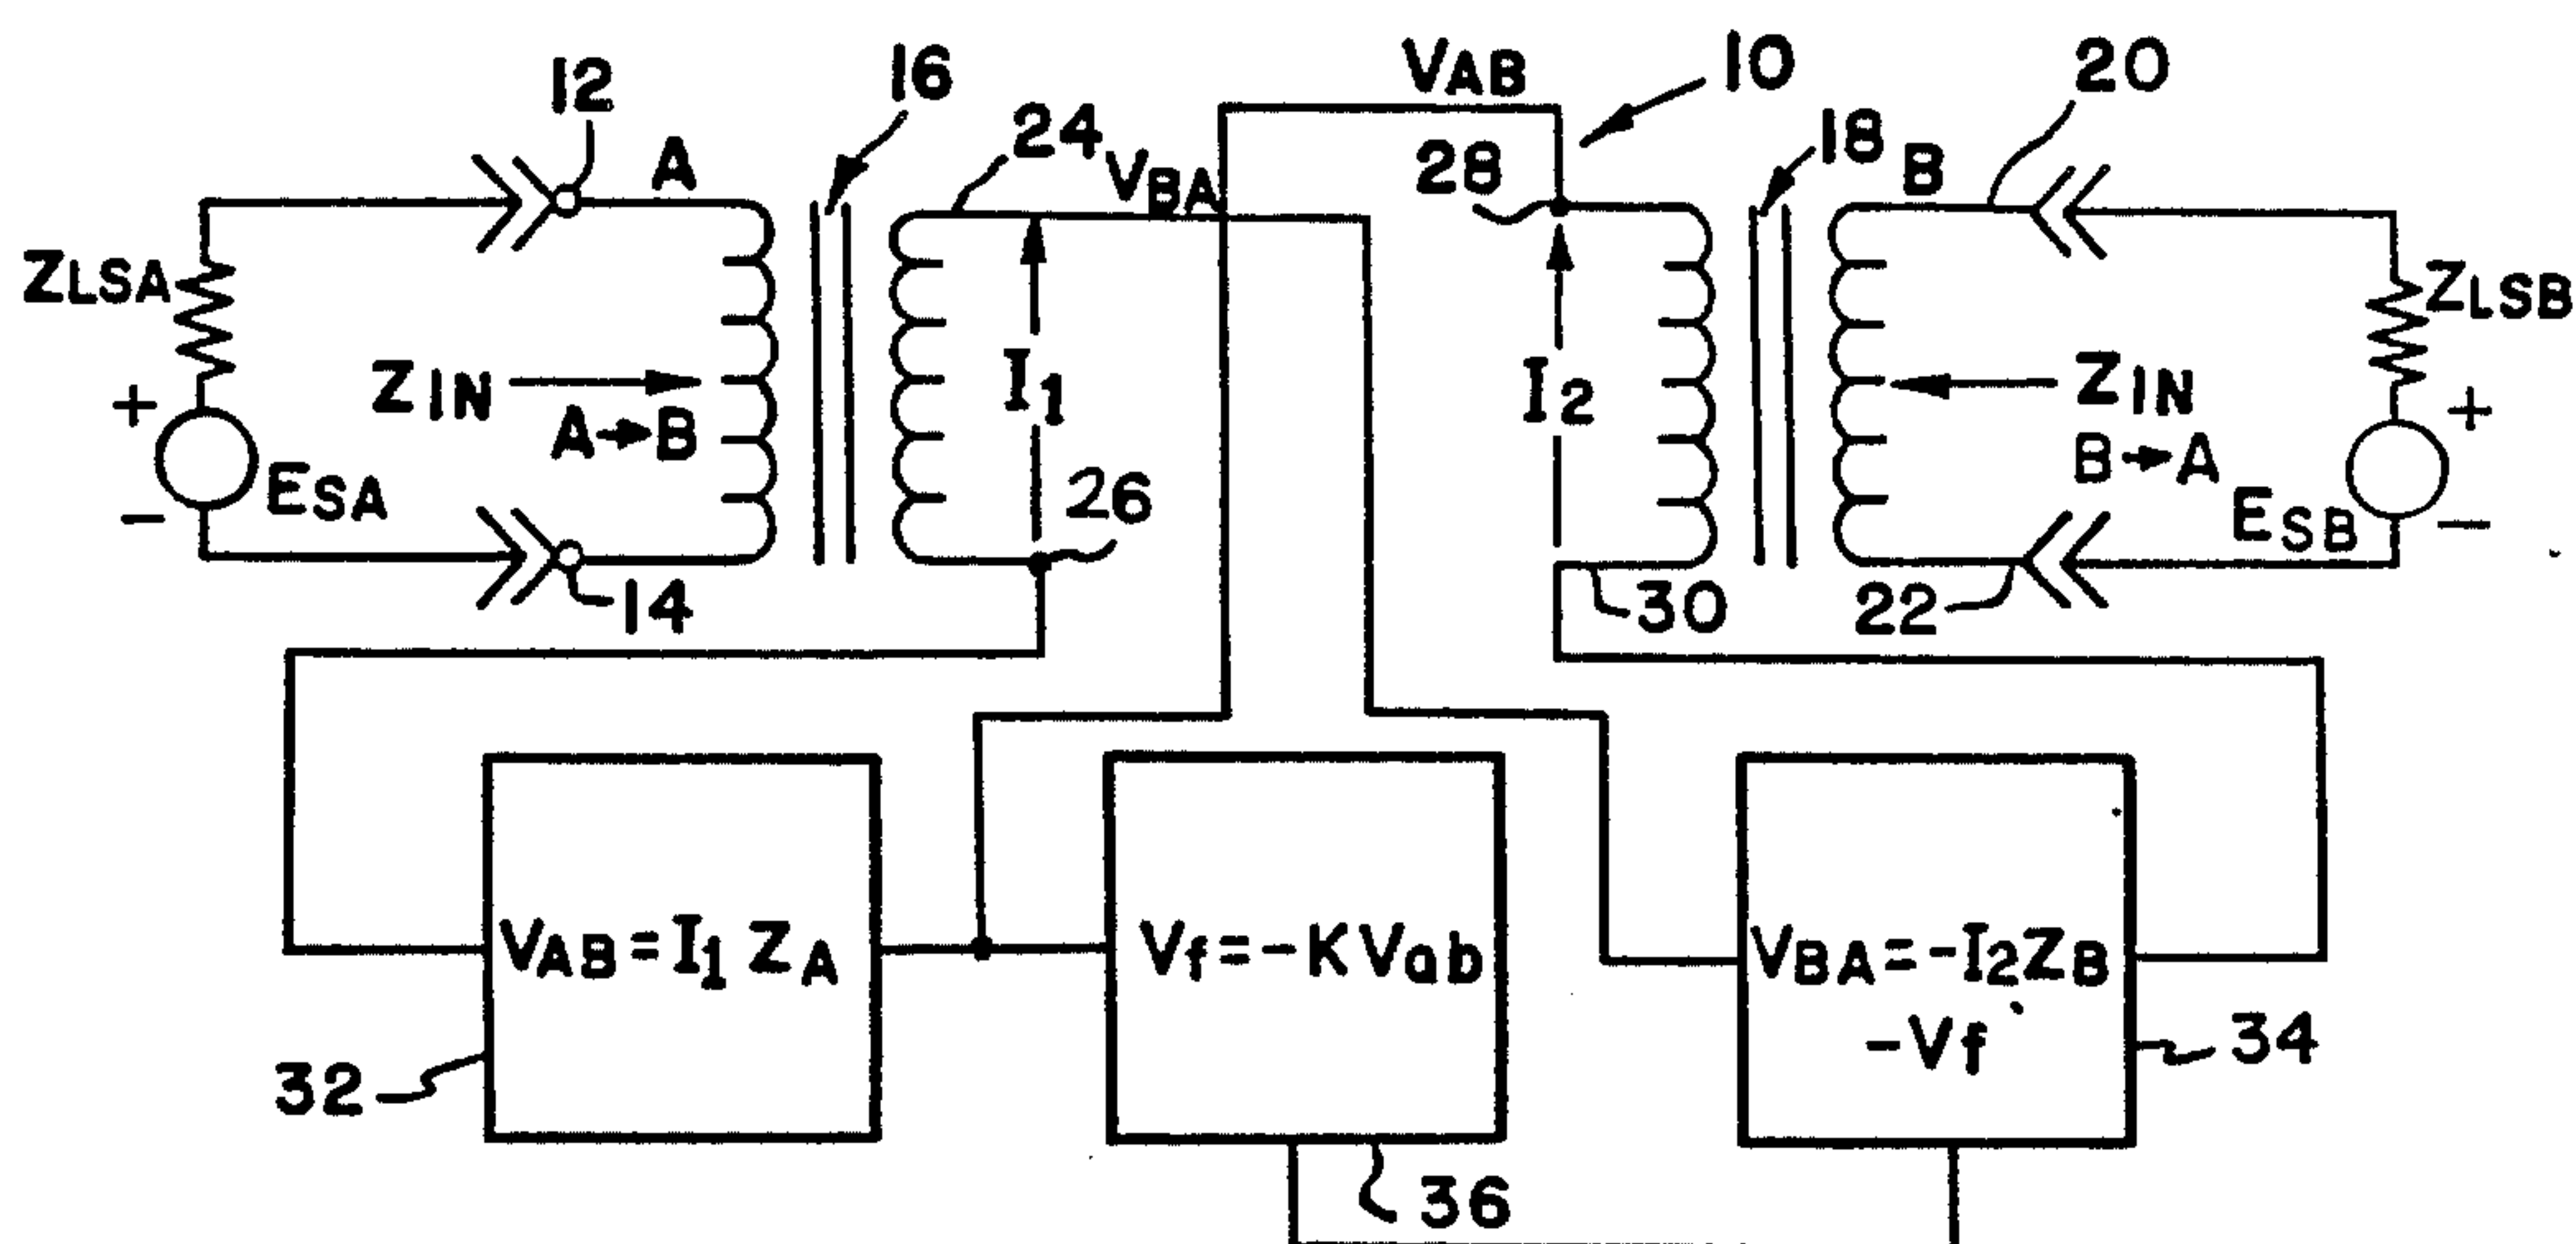 12
A
16
24
VBA
VAB
10
28
18
B
20
ZLSA
ZIN
A→B
+
ESA
−
I1
26
14
I2
30
ZIN
B→A
22
ZLSB
+
ESB
−
VAB = I1 ZA
32
Vf = -K Vab
36
VBA = -I2ZB
-Vf
34